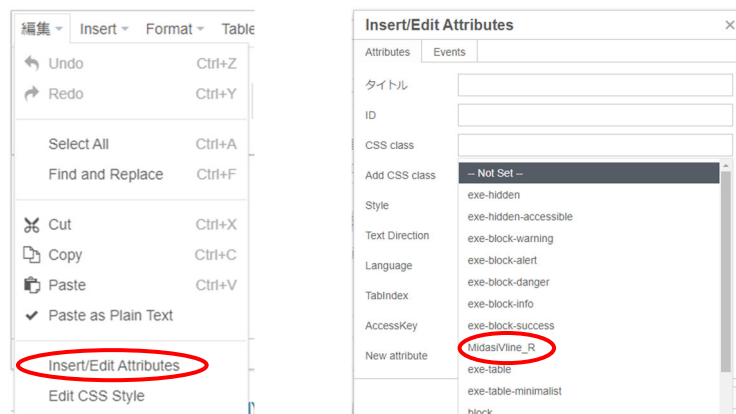 編集 Insert Format Table
Undo Ctrl+Z
Redo Ctrl+Y
Select All Ctrl+A
Find and Replace Ctrl+F
Cut Ctrl+X
Copy Ctrl+C
Paste Ctrl+V
Paste as Plain Text
Insert/Edit Attributes
Edit CSS Style
Insert/Edit Attributes
Attributes Events
タイトル
ID
CSS class
Add CSS class
Style
Text Direction
Language
TabIndex
AccessKey
New attribute
-- Not Set --
exe-hidden
exe-hidden-accessible
exe-block-warning
exe-block-alert
exe-block-danger
exe-block-info
exe-block-success
MidasiVline_R
exe-table
exe-table-minimalist
block